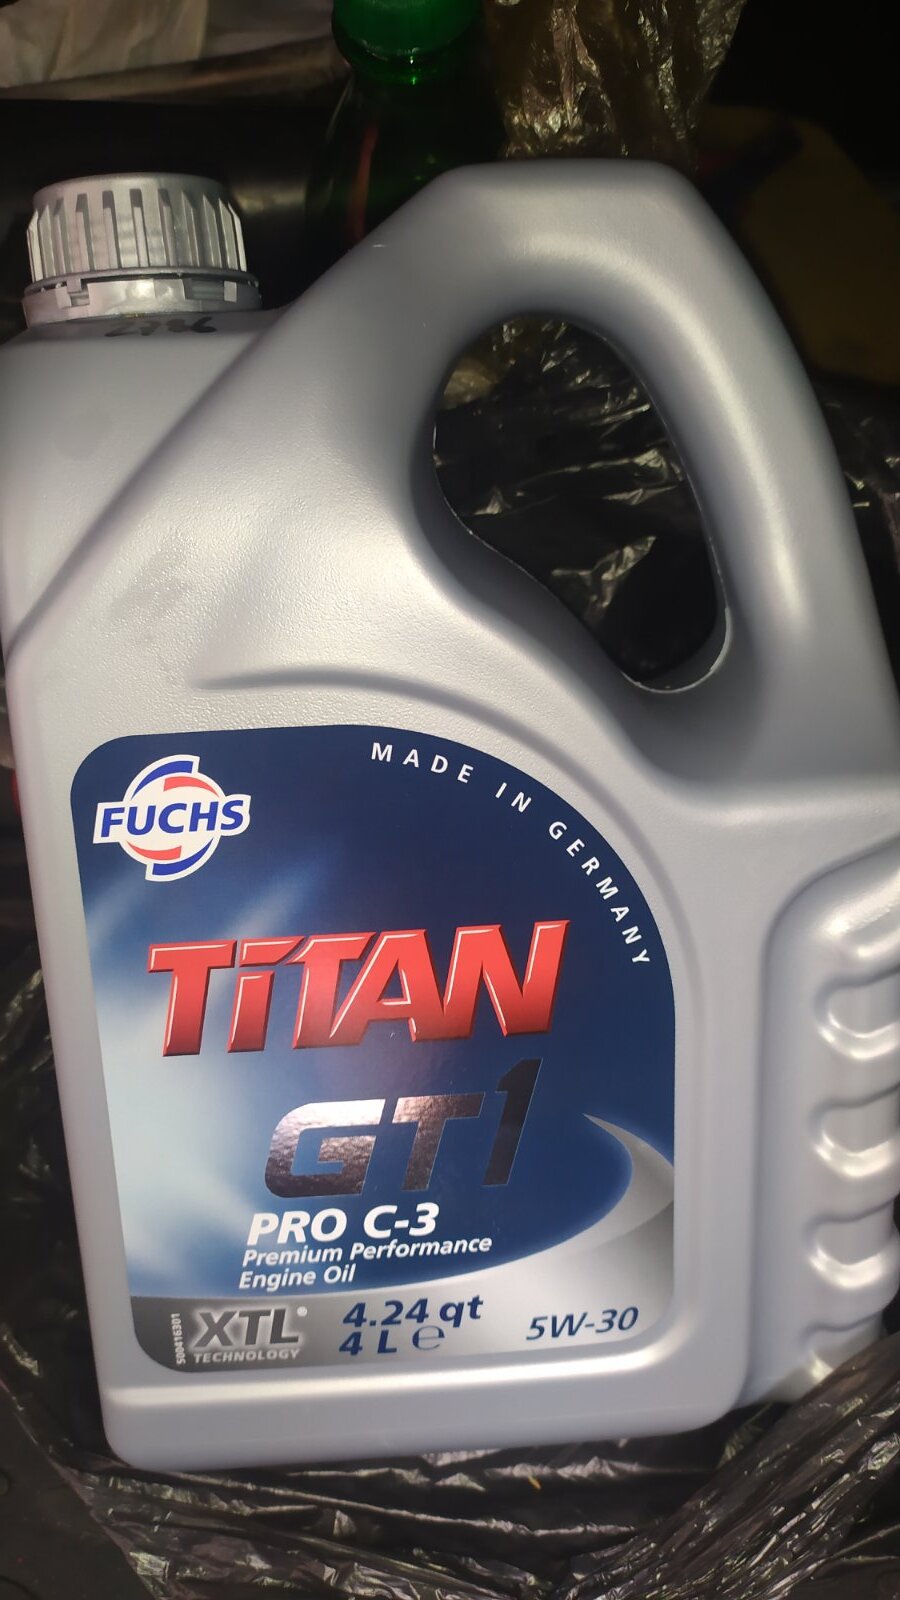 MADE IN GERMANY
FUCHS
TiTAN
GT1
PRO C-3
Premium Performance
Engine Oil
XTL®
TECHNOLOGY
4.24 qt
4 L ℮
5W-30
500416301